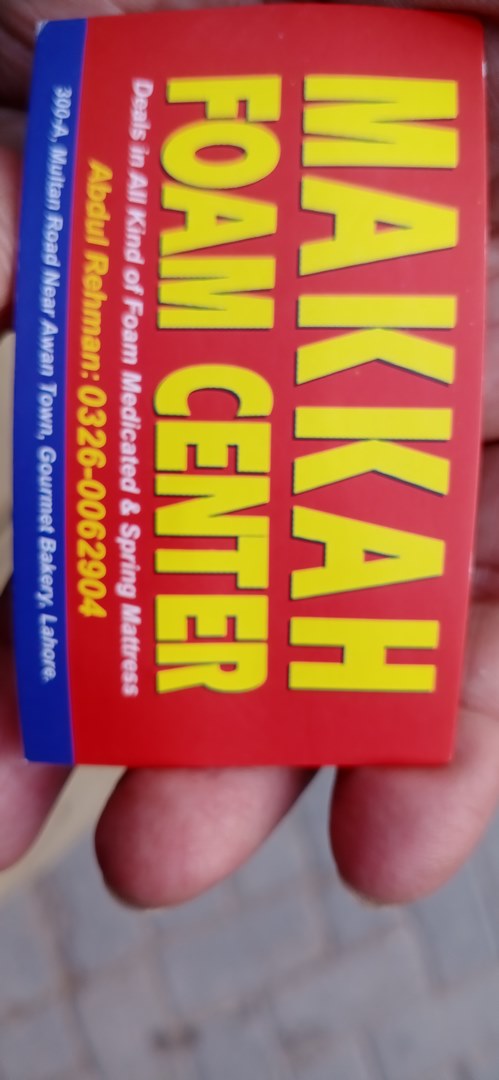 MAKKAH
FOAM CENTER
Deals in All Kind of Foam Medicated & Spring Mattress
Abdul Rehman: 0326-0062904
300-A, Multan Road Near Awan Town, Gourmet Bakery, Lahore.